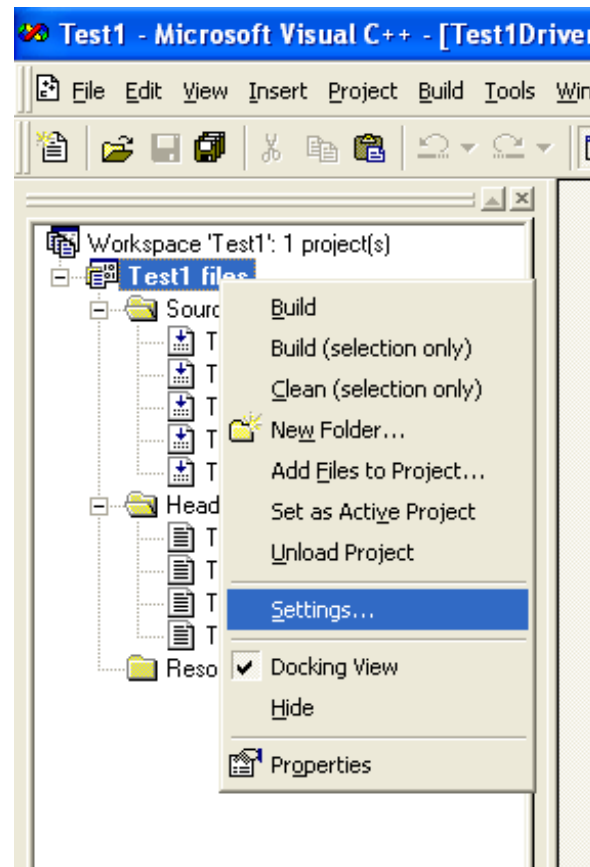 Test1 - Microsoft Visual C++ - [Test1Driver
File Edit View Insert Project Build Tools Win
Workspace 'Test1': 1 project(s)
Test1 files
Sourc
Build
Build (selection only)
T
T
Clean (selection only)
T
New Folder...
T
Add Files to Project...
T
Set as Active Project
Head
Unload Project
T
T
Settings...
T
T
Docking View
Reso
Hide
Properties